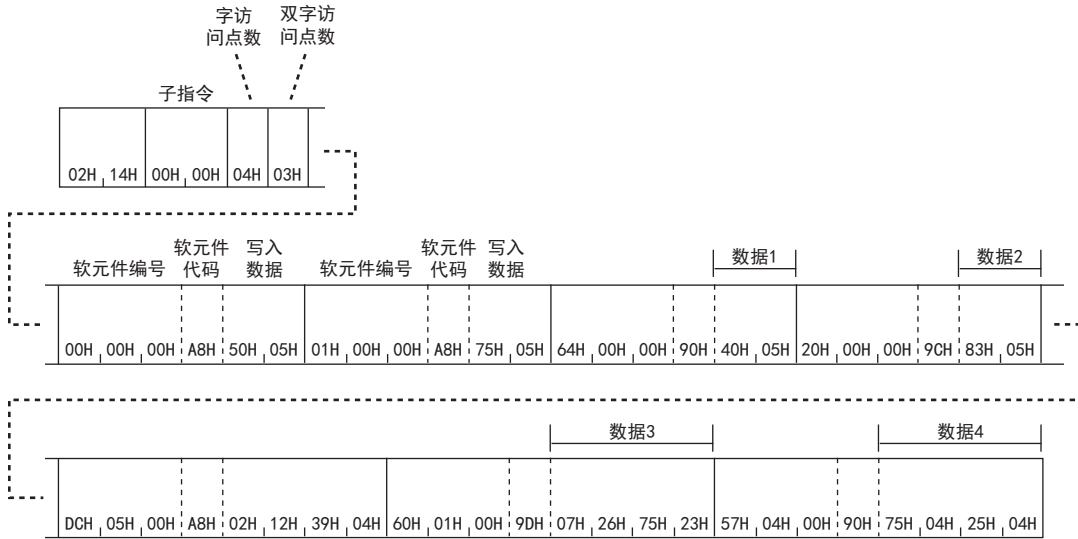 字访 双字访
问点数 问点数
子指令
02H 14H 00H 00H 04H 03H
软元件 写入 软元件 写入 数据1 数据2
软元件编号 代码 数据 软元件编号 代码 数据
00H 00H 00H A8H 50H 05H 01H 00H 00H A8H 75H 05H 64H 00H 00H 90H 40H 05H 20H 00H 00H 9CH 83H 05H
数据3 数据4
DCH 05H 00H A8H 02H 12H 39H 04H 60H 01H 00H 9DH 07H 26H 75H 23H 57H 04H 00H 90H 75H 04H 25H 04H